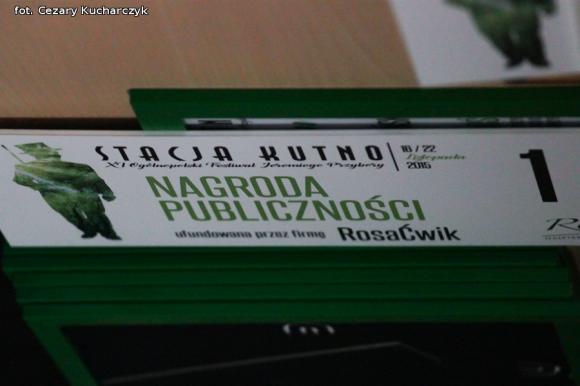 fot. Cezary Kucharczyk
STACJA KUTNO
XI Ogólnopolski Festiwal Jeremiego Przybory
16 / 22
listopada
2015
NAGRODA
PUBLICZNOŚCI
ufundowana przez firmę RosaĆwik
1